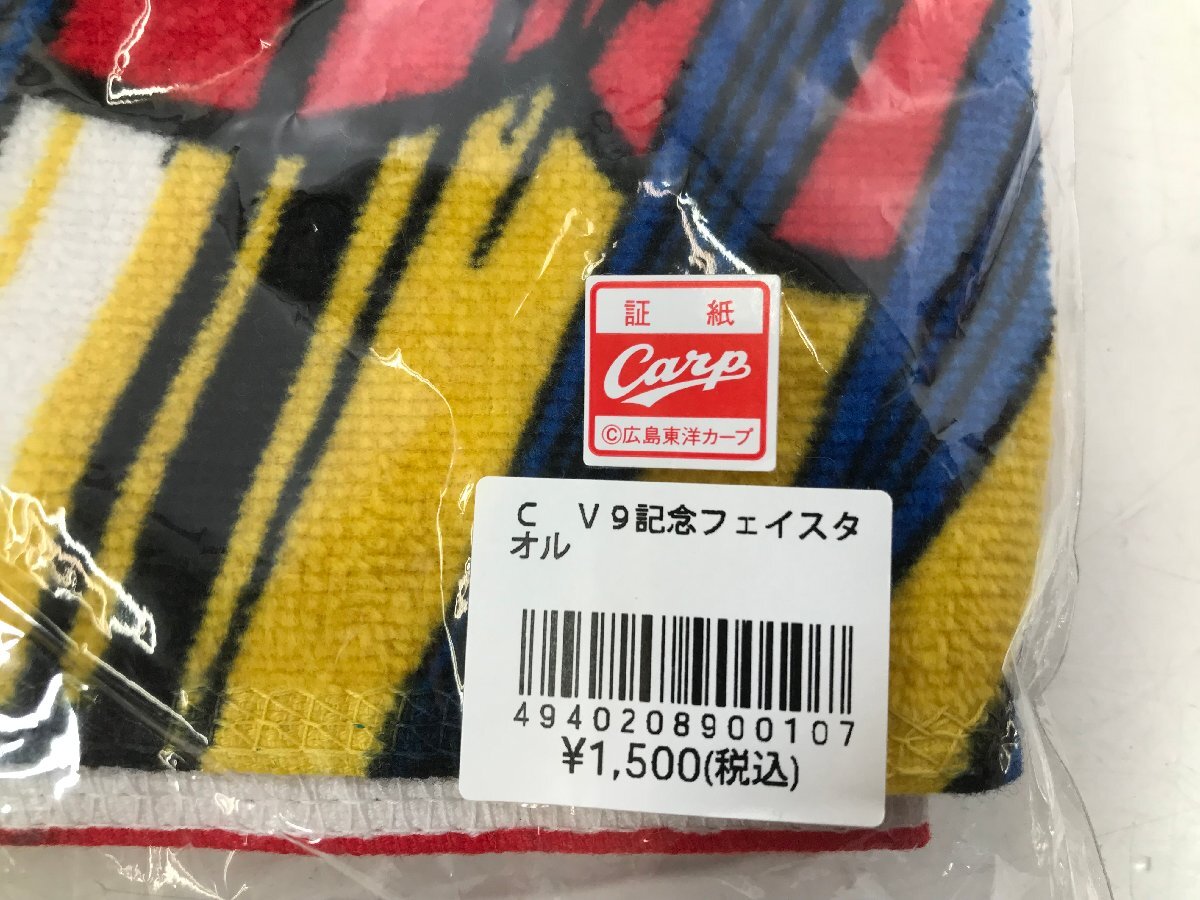 証 紙
Carp
©広島東洋カープ
C V9記念フェイスタ
オル
4940208900107
¥1,500(税込)